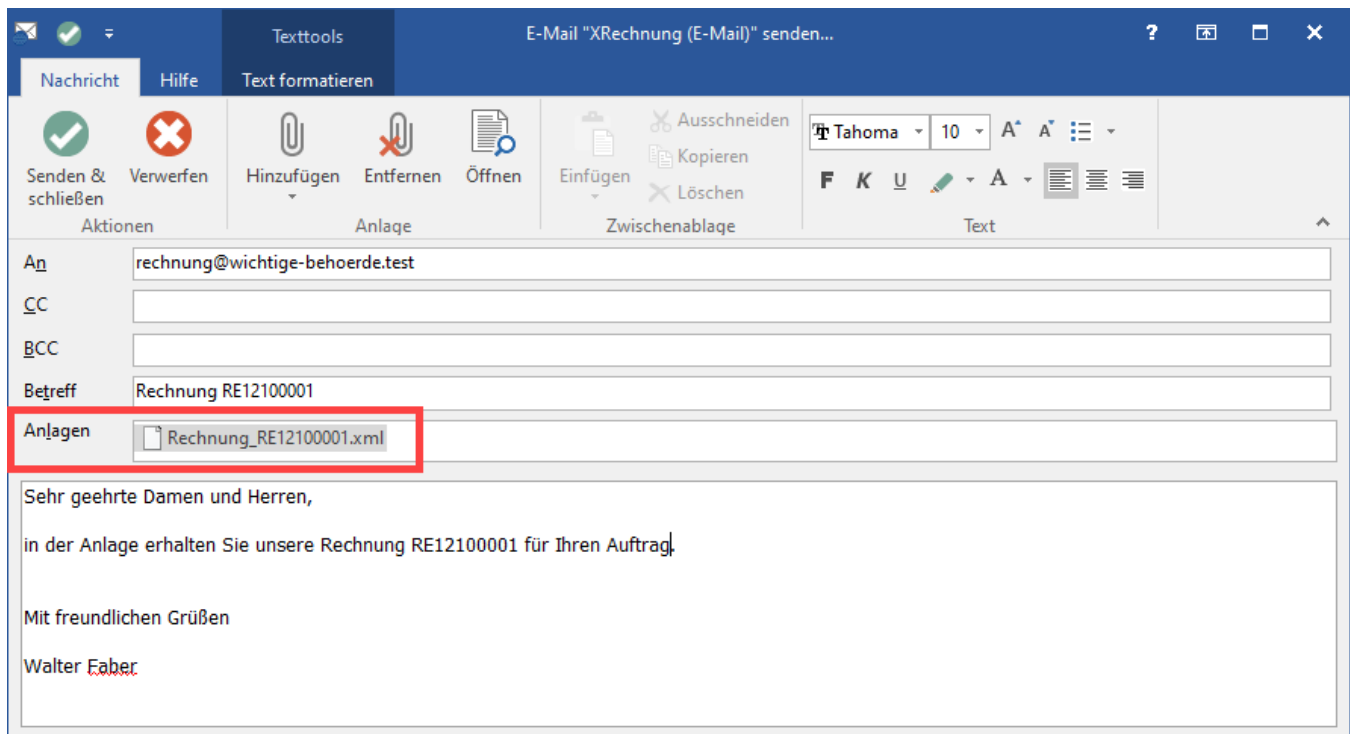 Texttools
E-Mail "XRechnung (E-Mail)" senden...
?
Nachricht Hilfe Text formatieren
Senden & schließen
Verwerfen
Aktionen
Hinzufügen
Entfernen
Öffnen
Anlage
Einfügen
Ausschneiden
Kopieren
Löschen
Zwischenablage
Tahoma 10 A A
F K U A
Text
An rechnung@wichtige-behoerde.test
CC
BCC
Betreff Rechnung RE12100001
Anlagen Rechnung_RE12100001.xml
Sehr geehrte Damen und Herren,
in der Anlage erhalten Sie unsere Rechnung RE12100001 für Ihren Auftrag.
Mit freundlichen Grüßen
Walter Faber